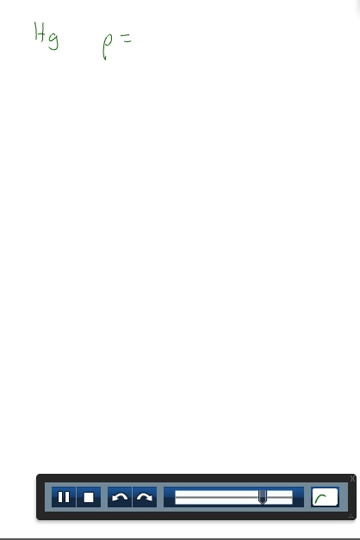 Hg ρ =